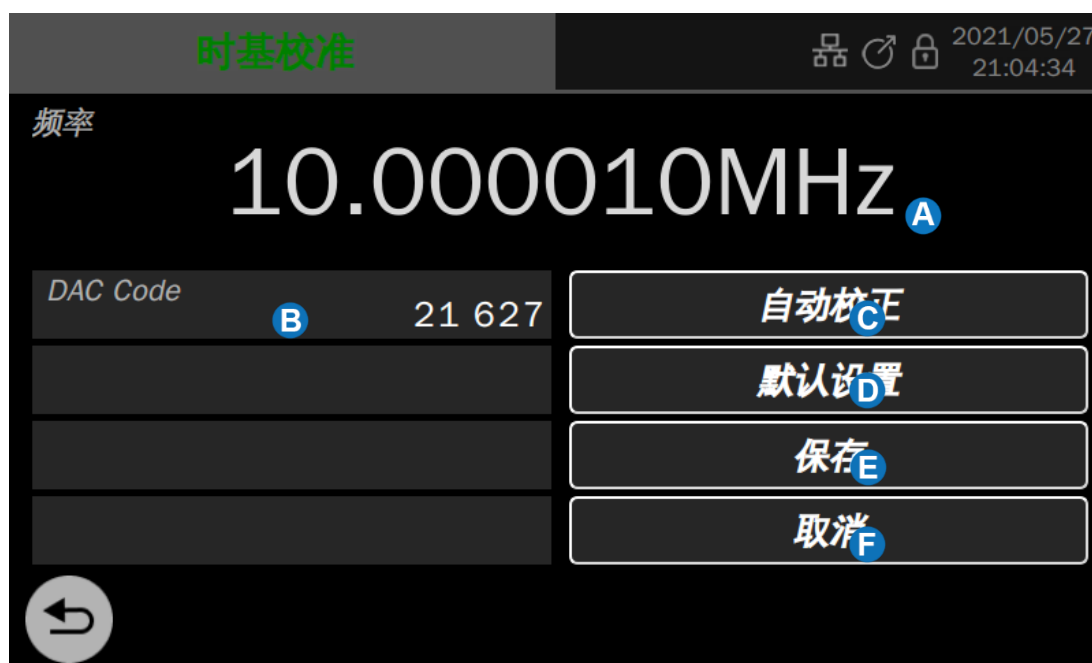 时基校准
2021/05/27
21:04:34
频率
10.000010MHz
A
DAC Code
B
21 627
自动校正
C
默认设置
D
保存
E
取消
F